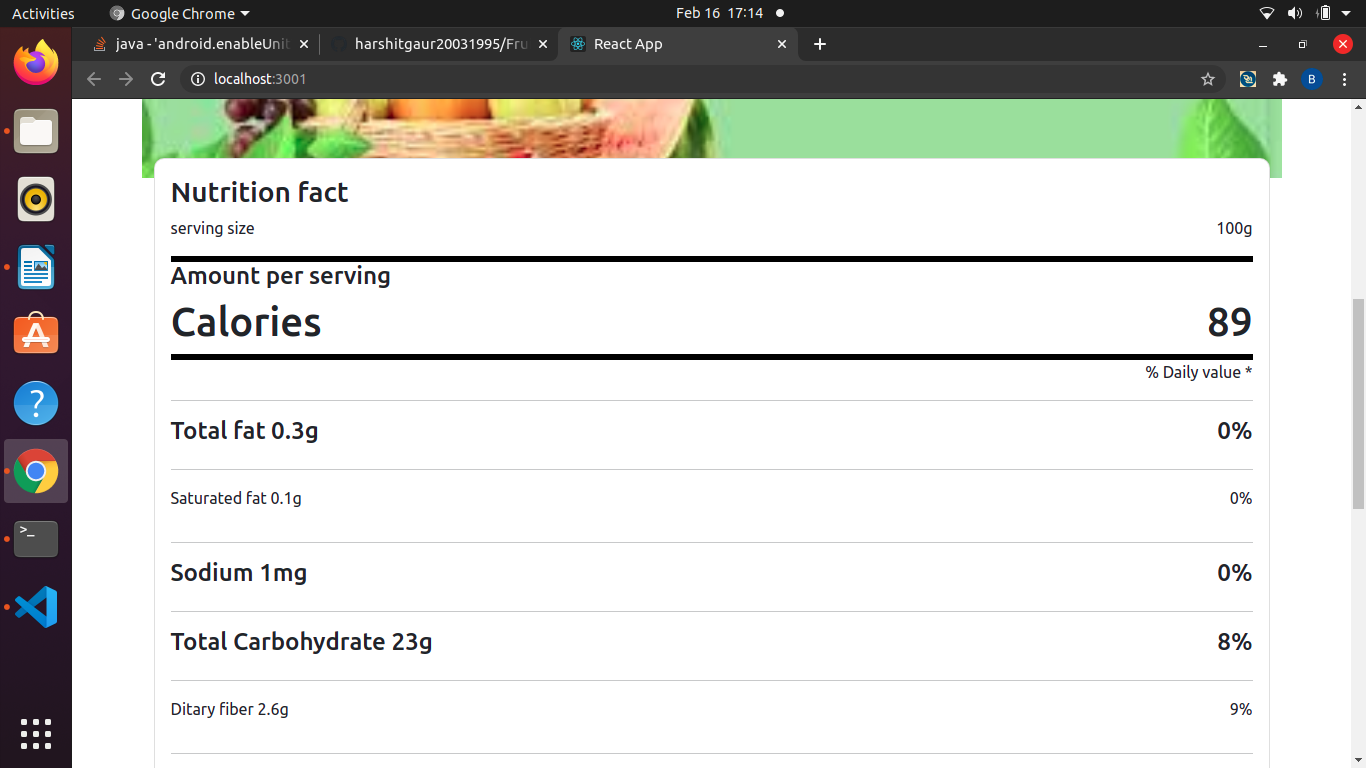 Activities Google Chrome Feb 16 17:14
java - 'android.enableUnit harshitgaur20031995/Fru React App
localhost:3001 B
Nutrition fact
serving size 100g
Amount per serving
Calories 89
% Daily value *
Total fat 0.3g 0%
Saturated fat 0.1g 0%
Sodium 1mg 0%
Total Carbohydrate 23g 8%
Ditary fiber 2.6g 9%